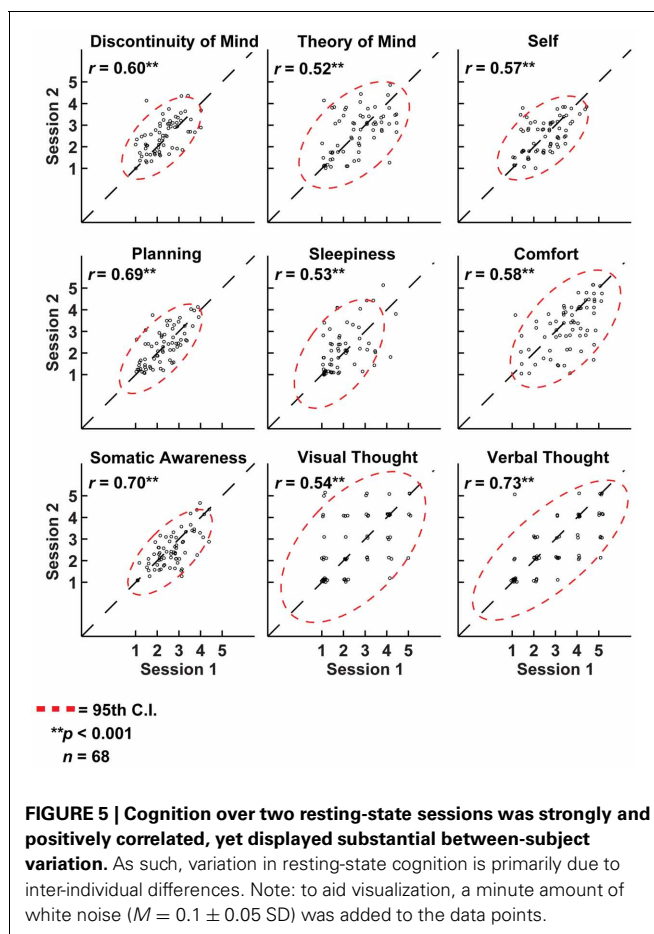 Discontinuity of Mind Theory of Mind Self
r = 0.60** r = 0.52** r = 0.57**
Session 2
5
4
3
2
1
Planning Sleepiness Comfort
r = 0.69** r = 0.53** r = 0.58**
Session 2
5
4
3
2
1
Somatic Awareness Visual Thought Verbal Thought
r = 0.70** r = 0.54** r = 0.73**
Session 2
5
4
3
2
1
1 2 3 4 5 1 2 3 4 5 1 2 3 4 5
Session 1 Session 1 Session 1
= 95th C.I.
**p < 0.001
n = 68
FIGURE 5 | Cognition over two resting-state sessions was strongly and
positively correlated, yet displayed substantial between-subject
variation. As such, variation in resting-state cognition is primarily due to
inter-individual differences. Note: to aid visualization, a minute amount of
white noise (M = 0.1 ± 0.05 SD) was added to the data points.